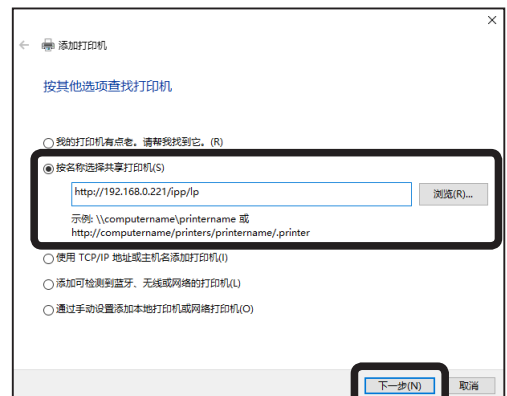 添加打印机
按其他选项查找打印机
我的打印机有点老。请帮我找到它。(R)
按名称选择共享打印机(S)
http://192.168.0.221/ipp/lp
浏览(R)...
示例: \\computername\printername 或
http://computername/printers/printername/.printer
使用 TCP/IP 地址或主机名添加打印机(I)
添加可检测到蓝牙、无线或网络的打印机(L)
通过手动设置添加本地打印机或网络打印机(O)
下一步(N)
取消